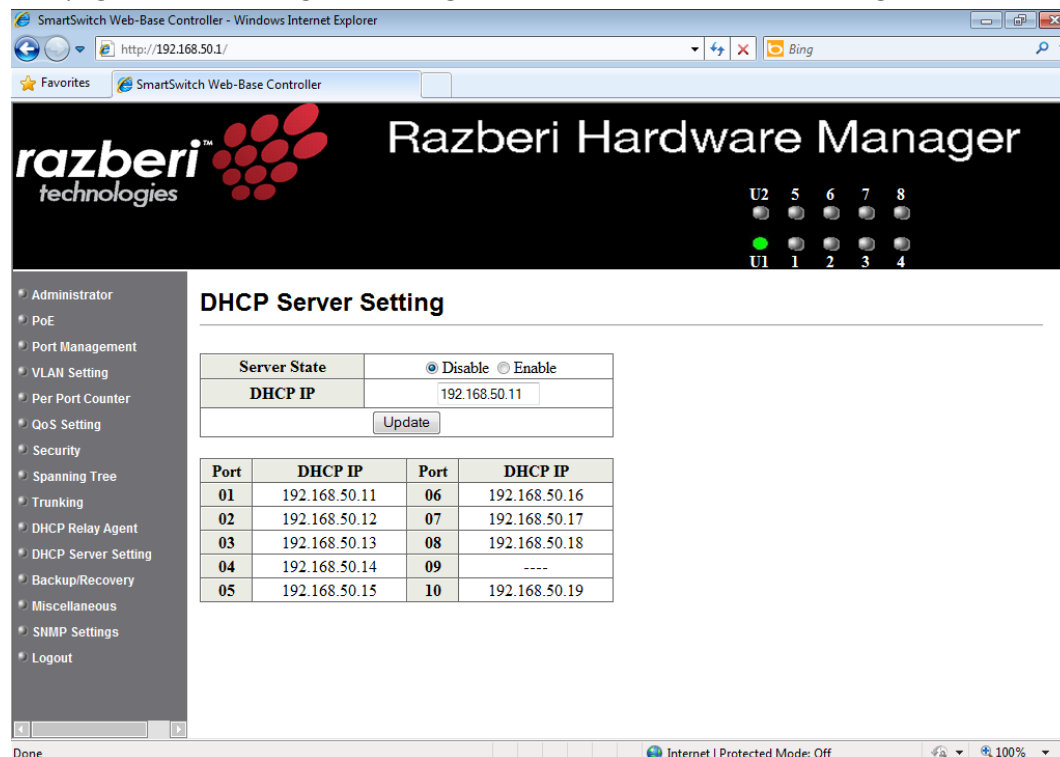 SmartSwitch Web-Base Controller - Windows Internet Explorer
http://192.168.50.1/
Bing
Favorites
SmartSwitch Web-Base Controller
razberi™
technologies
Razberi Hardware Manager
U2 5 6 7 8
U1 1 2 3 4
Administrator
PoE
Port Management
VLAN Setting
Per Port Counter
QoS Setting
Security
Spanning Tree
Trunking
DHCP Relay Agent
DHCP Server Setting
Backup/Recovery
Miscellaneous
SNMP Settings
Logout
DHCP Server Setting
Server State Disable Enable
DHCP IP 192.168.50.11
Update
Port DHCP IP Port DHCP IP
01 192.168.50.11 06 192.168.50.16
02 192.168.50.12 07 192.168.50.17
03 192.168.50.13 08 192.168.50.18
04 192.168.50.14 09 ----
05 192.168.50.15 10 192.168.50.19
Done
Internet | Protected Mode: Off
100%